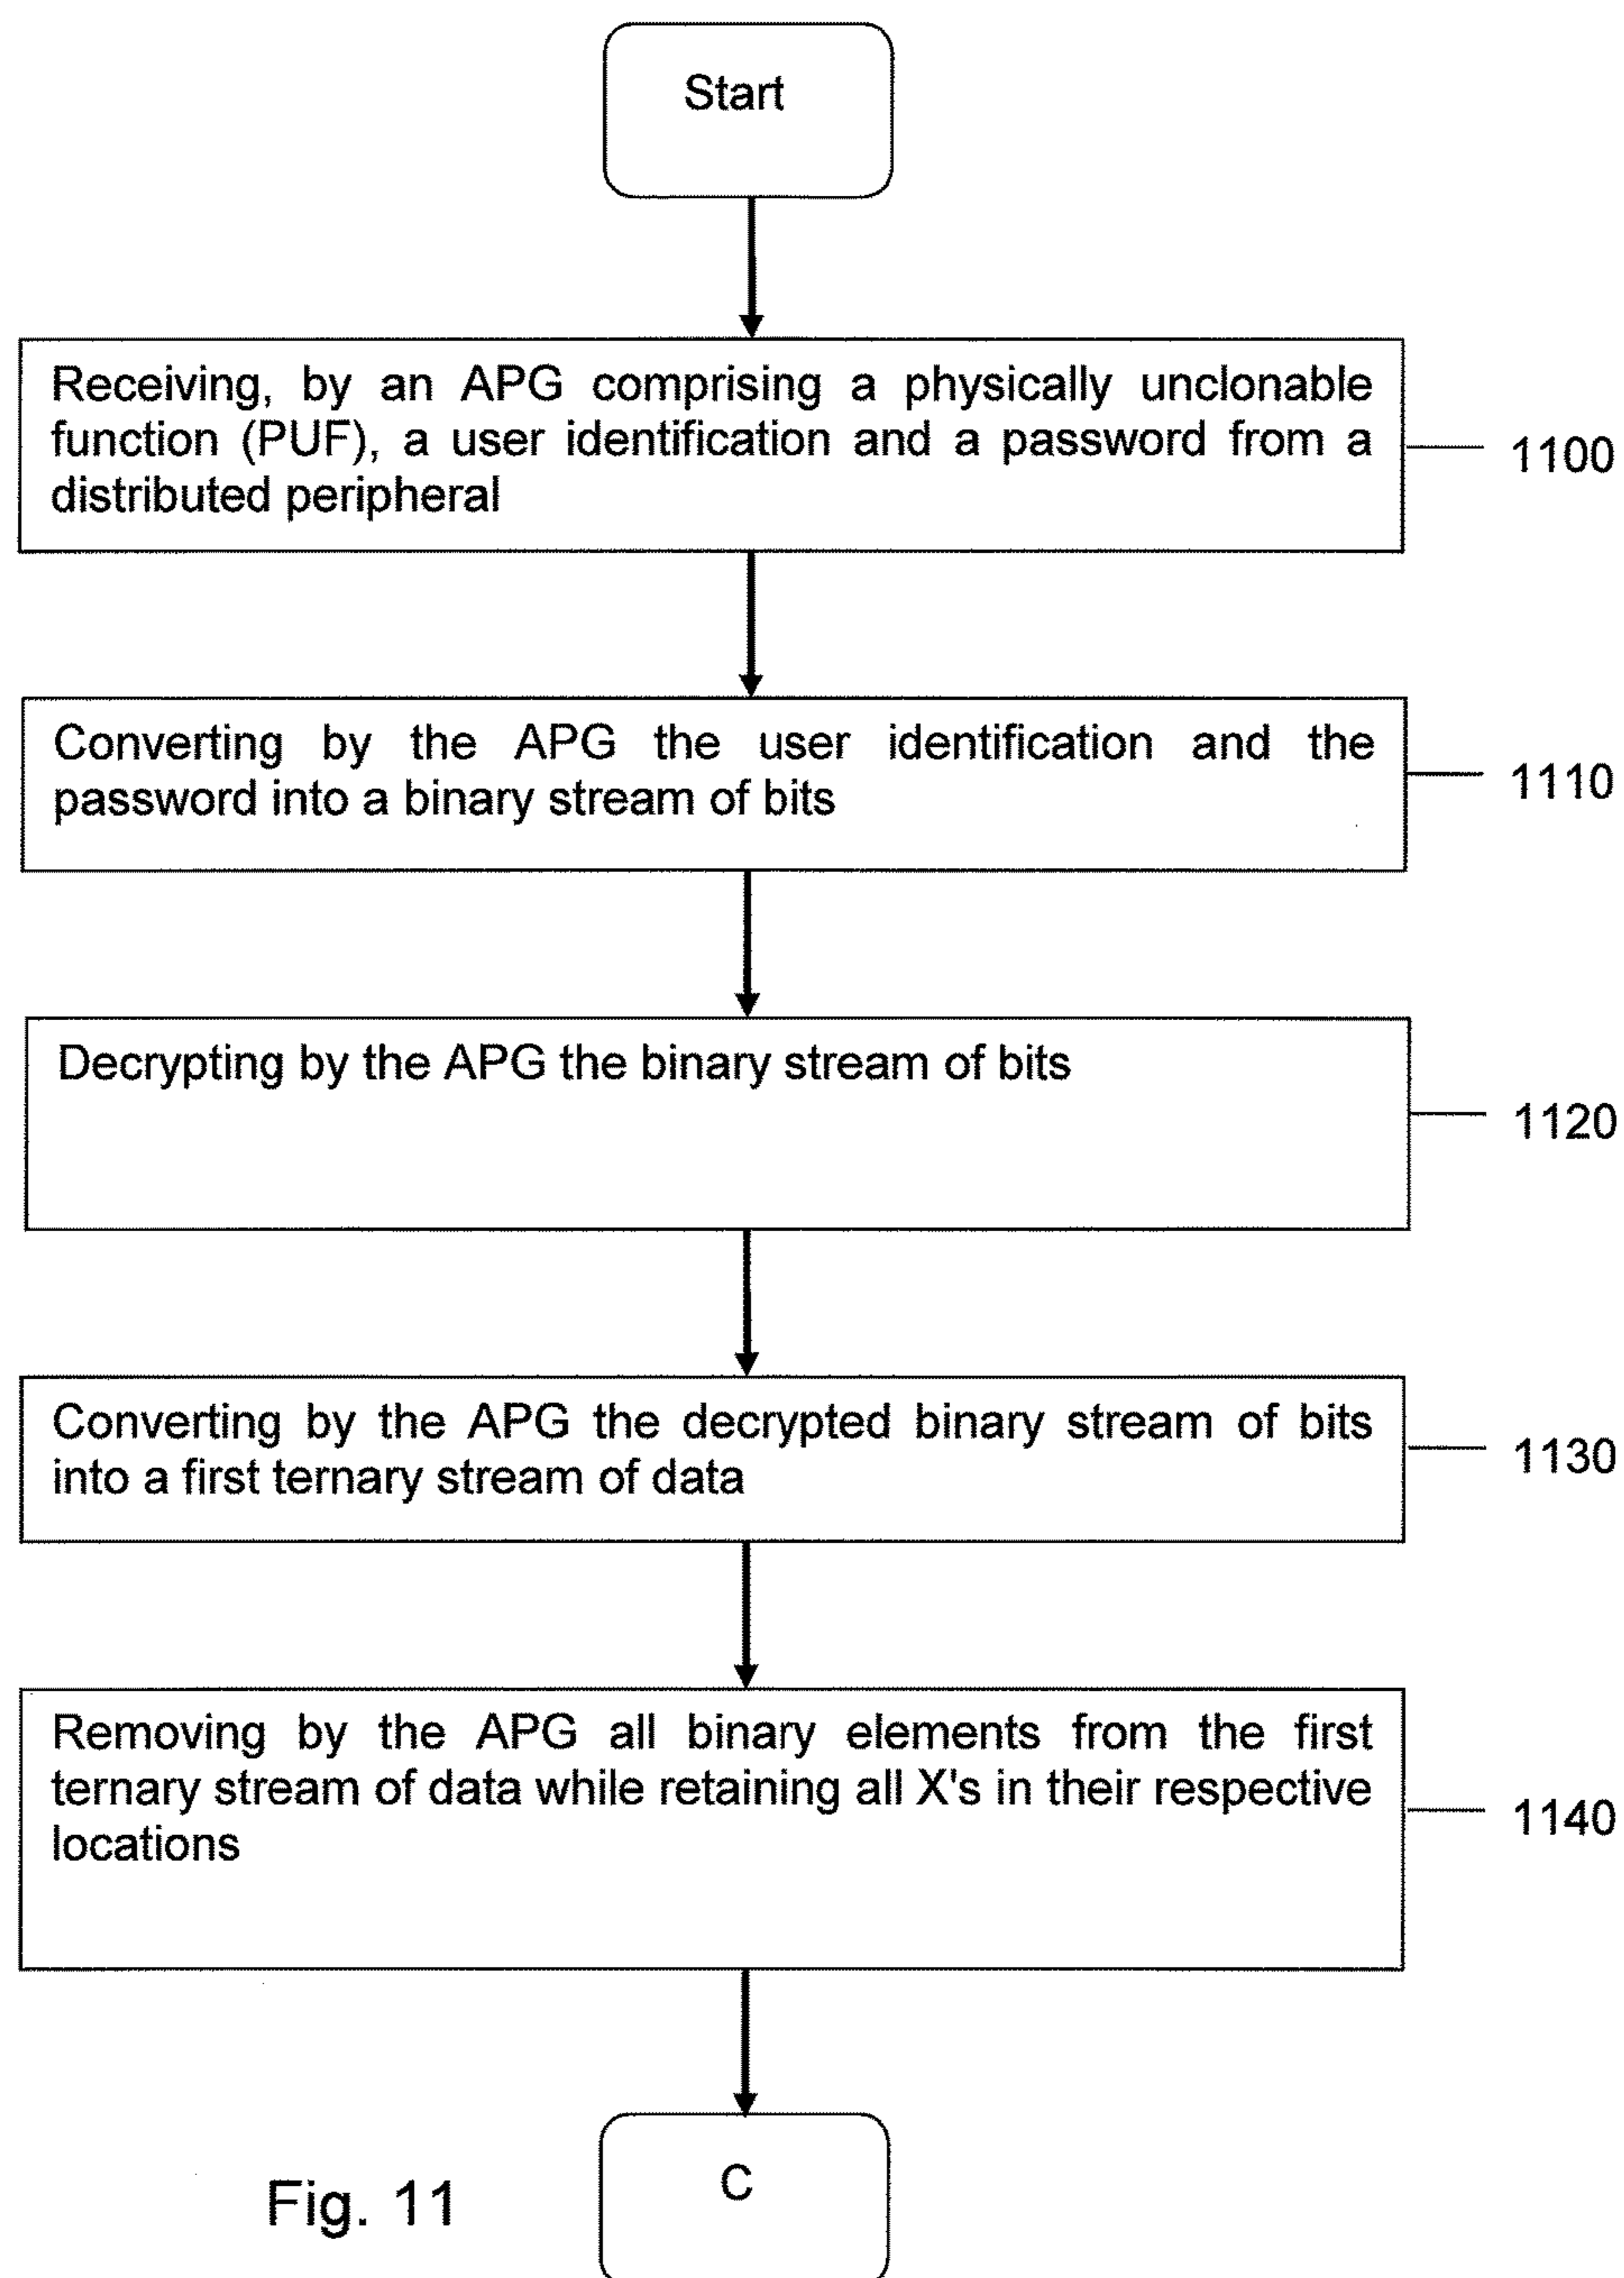 Start
Receiving, by an APG comprising a physically unclonable
function (PUF), a user identification and a password from a
distributed peripheral
1100
Converting by the APG the user identification and the
password into a binary stream of bits
1110
Decrypting by the APG the binary stream of bits
1120
Converting by the APG the decrypted binary stream of bits
into a first ternary stream of data
1130
Removing by the APG all binary elements from the first
ternary stream of data while retaining all X's in their respective
locations
1140
C
Fig. 11